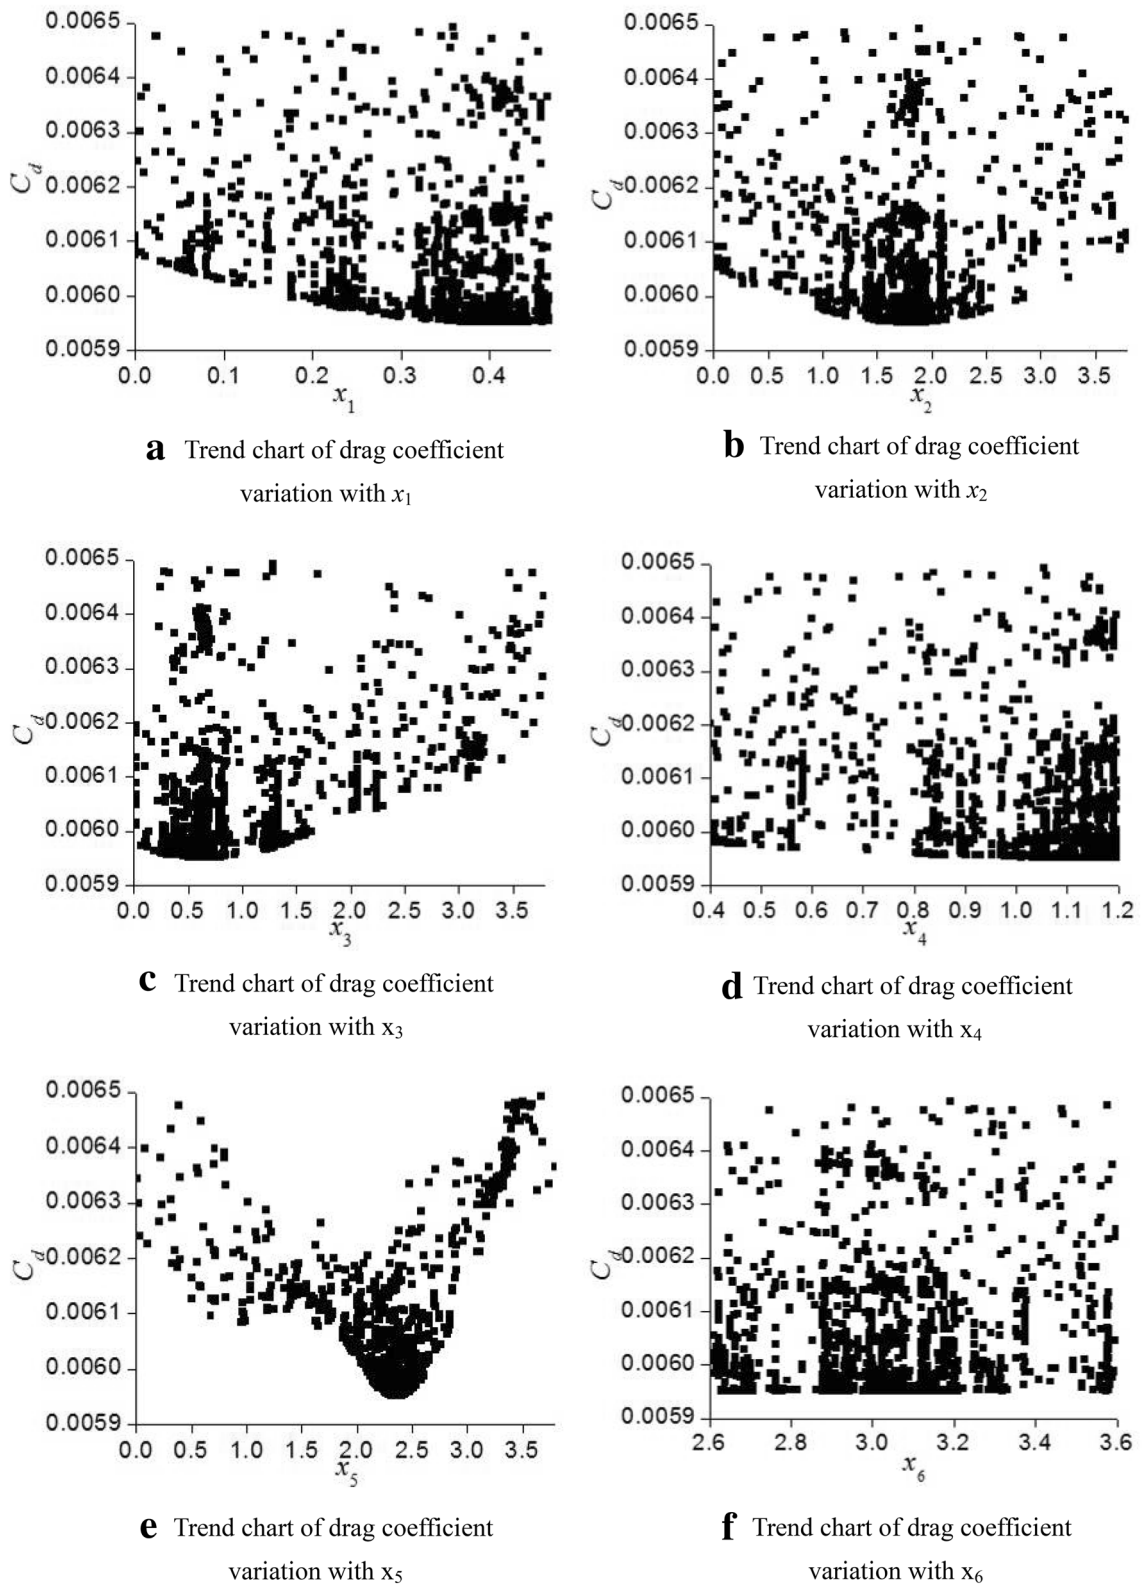 0.0065
0.0064
0.0063
0.0062
0.0061
0.0060
0.0059
C_d
0.0 0.1 0.2 0.3 0.4
x_1
a Trend chart of drag coefficient
variation with x_1
0.0065
0.0064
0.0063
0.0062
0.0061
0.0060
0.0059
C_d
0.0 0.5 1.0 1.5 2.0 2.5 3.0 3.5
x_2
b Trend chart of drag coefficient
variation with x_2
0.0065
0.0064
0.0063
0.0062
0.0061
0.0060
0.0059
C_d
0.0 0.5 1.0 1.5 2.0 2.5 3.0 3.5
x_3
c Trend chart of drag coefficient
variation with x_3
0.0065
0.0064
0.0063
0.0062
0.0061
0.0060
0.0059
C_d
0.4 0.5 0.6 0.7 0.8 0.9 1.0 1.1 1.2
x_4
d Trend chart of drag coefficient
variation with x_4
0.0065
0.0064
0.0063
0.0062
0.0061
0.0060
0.0059
C_d
0.0 0.5 1.0 1.5 2.0 2.5 3.0 3.5
x_5
e Trend chart of drag coefficient
variation with x_5
0.0065
0.0064
0.0063
0.0062
0.0061
0.0060
0.0059
C_d
2.6 2.8 3.0 3.2 3.4 3.6
x_6
f Trend chart of drag coefficient
variation with x_6